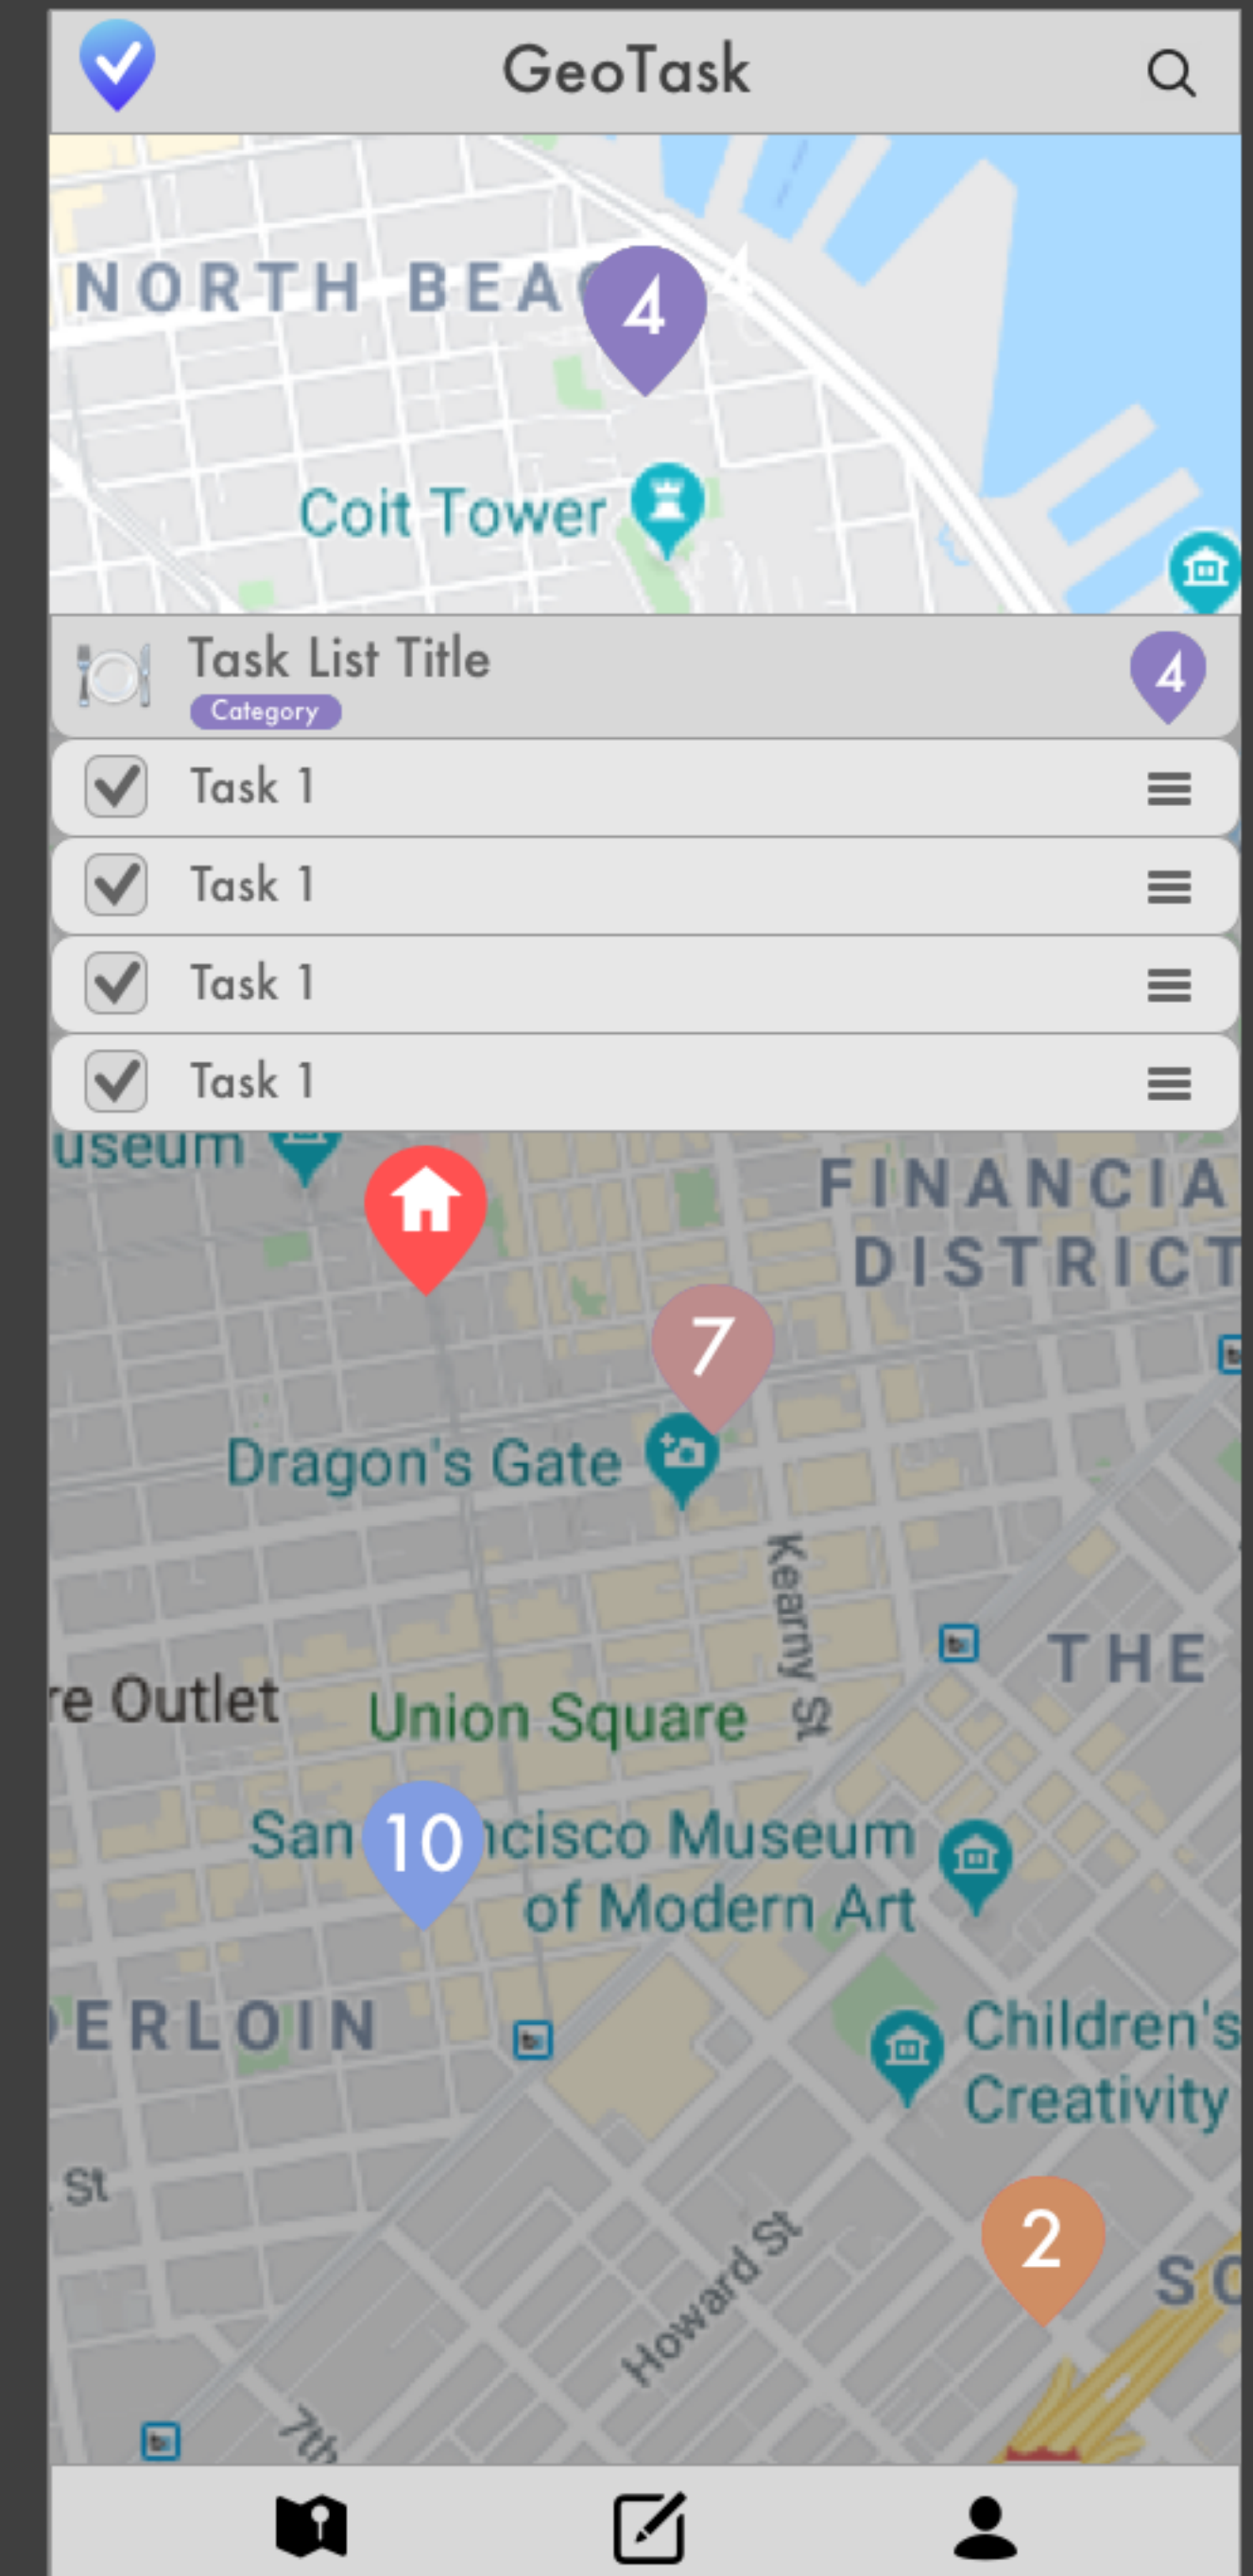 GeoTask
NORTH BEAC
4
Coit Tower
Task List Title
4
Category
Task 1
Task 1
Task 1
Task 1
useum
FINANCIA
DISTRICT
7
Dragon's Gate
Kearny St
THE
re Outlet
Union Square
10
San ncisco Museum
of Modern Art
DERLOIN
Children's
Creativity
St
2
Howard St
SO
7th